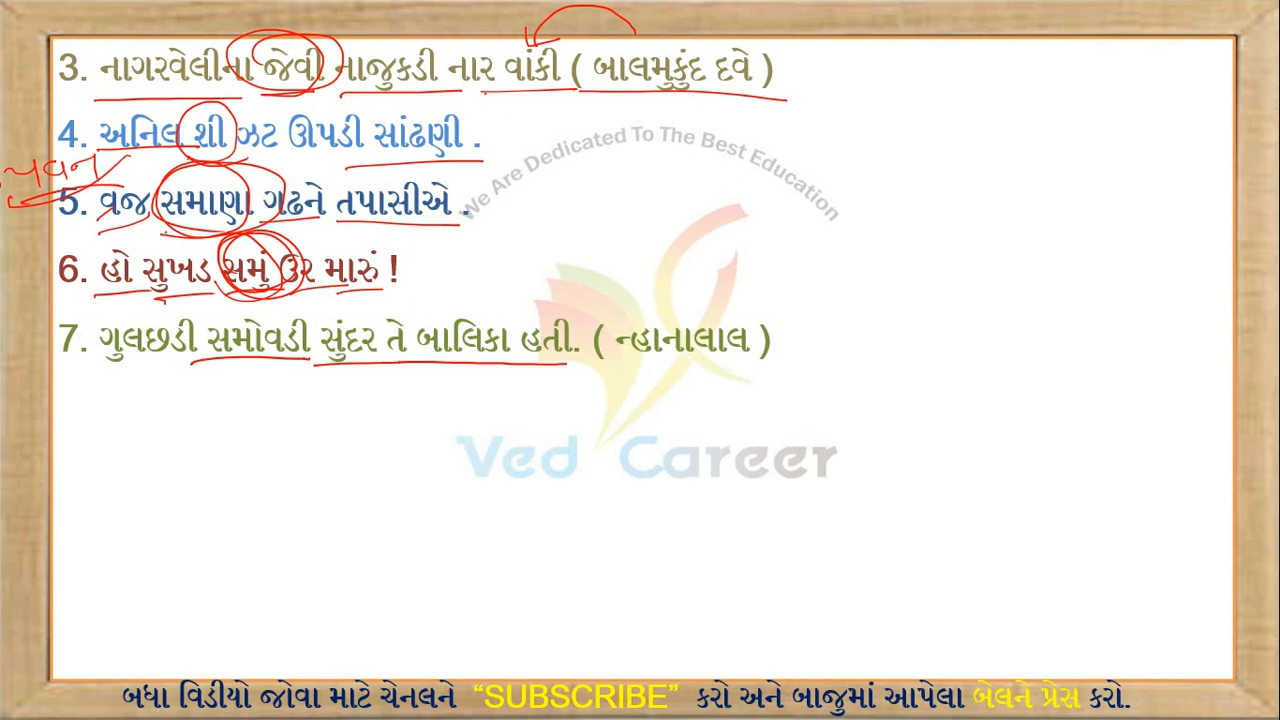 3. નાગરવેલીના જેવી નાજુકડી નાર વાંકી ( બાલમુકુંદ દવે )
4. અનિલ શી ઝટ ઊપડી સાંઢણી .
પવન
5. વ્રજ સમાણા ગઢને તપાસીએ .
6. હો સુખડ સમું ઉર મારું !
7. ગુલછડી સમોવડી સુંદર તે બાલિકા હતી. ( ન્હાનાલાલ )
We Are Dedicated To The Best Education
Ved Career
બધા વિડીયો જોવા માટે ચેનલને “SUBSCRIBE” કરો અને બાજુમાં આપેલા બેલને પ્રેસ કરો.